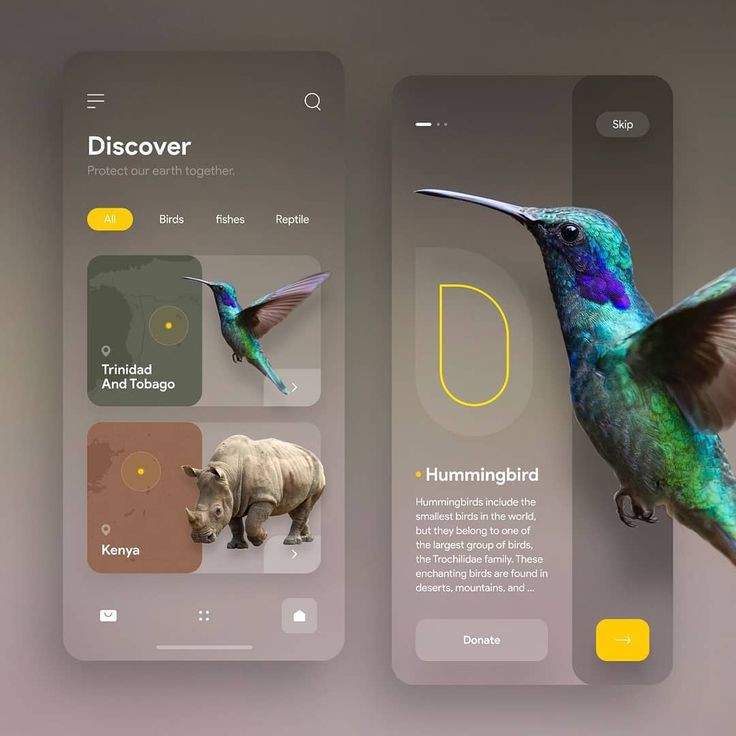 Discover
Protect our earth together.
All
Birds
fishes
Reptile
Trinidad
And Tobago
Kenya
Skip
Hummingbird
Hummingbirds include the
smallest birds in the world,
but they belong to one of
the largest group of birds,
the Trochilidae family. These
enchanting birds are found in
deserts, mountains, and ...
Donate